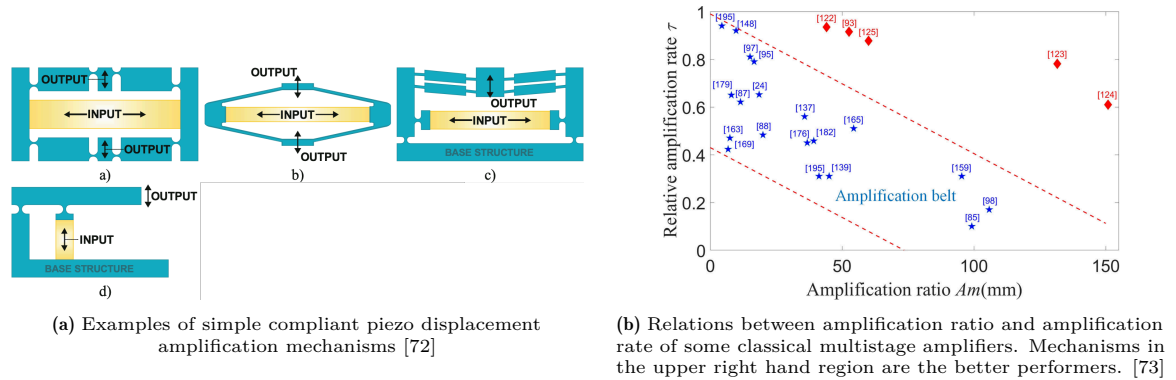 OUTPUT
INPUT
OUTPUT
a)
OUTPUT
INPUT
OUTPUT
b)
OUTPUT
INPUT
BASE STRUCTURE
c)
OUTPUT
INPUT
BASE STRUCTURE
d)
(a) Examples of simple compliant piezo displacement
amplification mechanisms [72]
Relative amplification rate τ
1
0.8
0.6
0.4
0.2
0
[195]
[148]
[122]
[93]
[125]
[97]
[95]
[123]
[179]
[87]
[24]
[124]
[137]
[165]
[163]
[88]
[176]
[182]
[169]
[195]
[139]
[159]
[98]
[85]
Amplification belt
0
50
100
150
Amplification ratio Am(mm)
(b) Relations between amplification ratio and amplification
rate of some classical multistage amplifiers. Mechanisms in
the upper right hand region are the better performers. [73]